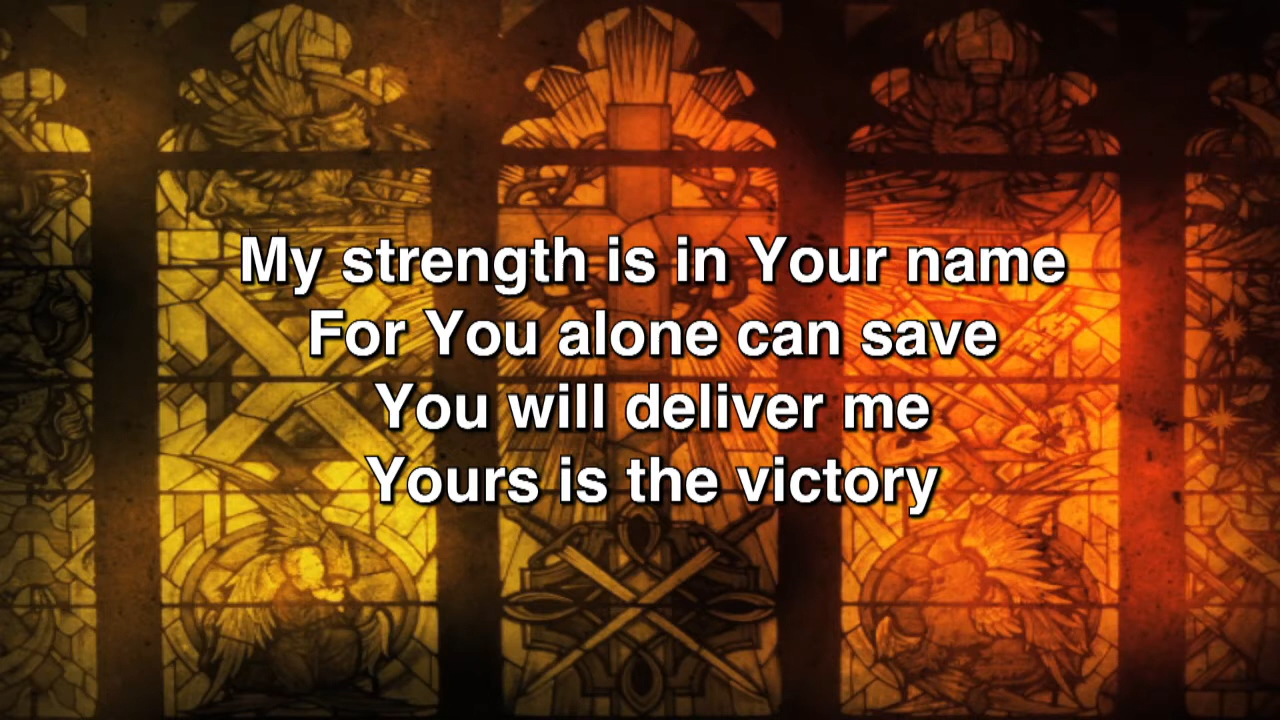 My strength is in Your name
For You alone can save
You will deliver me
Yours is the victory